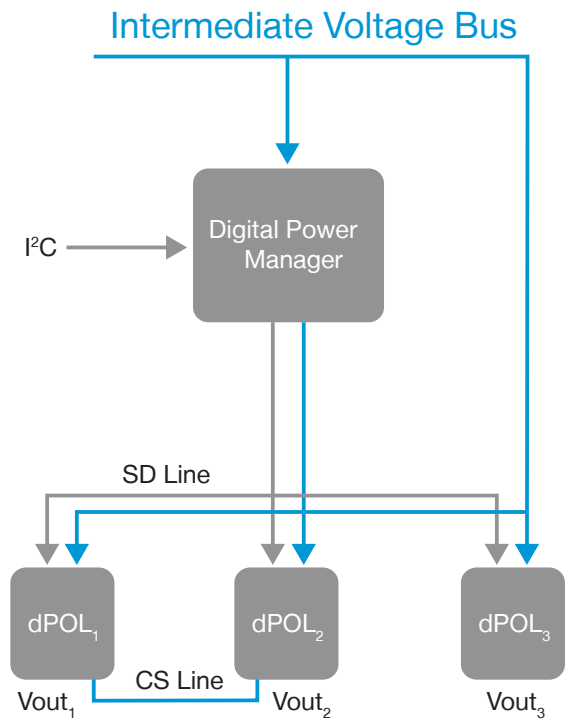 Intermediate Voltage Bus
Digital Power
Manager
I²C
SD Line
dPOL₁
dPOL₂
dPOL₃
CS Line
Vout₁
Vout₂
Vout₃